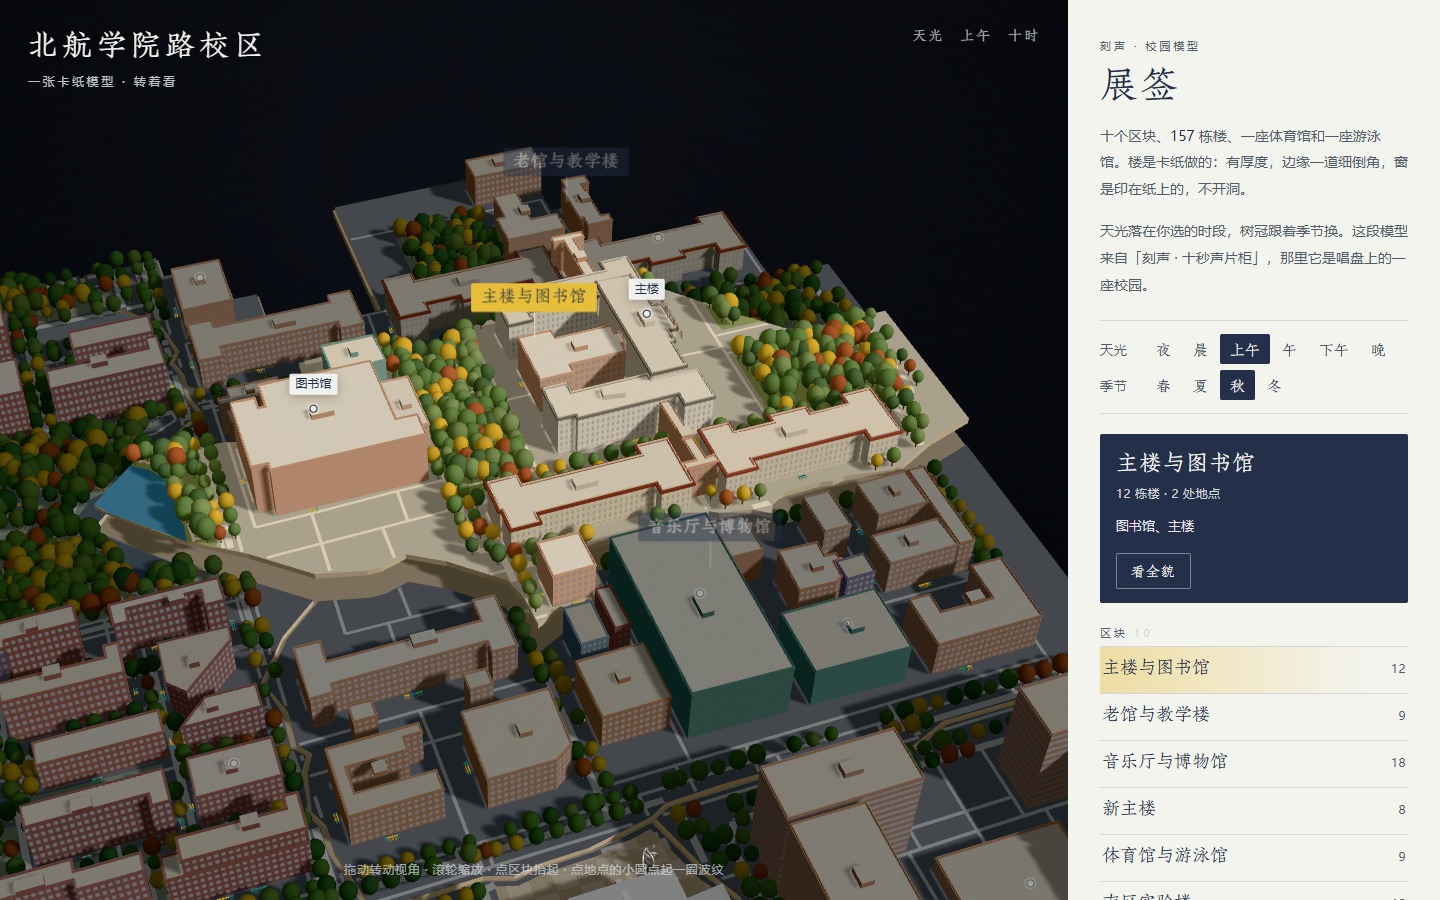 北航学院路校区
一张卡纸模型 · 转着看
天光 上午 十时
老馆与教学楼
主楼与图书馆
主楼
图书馆
音乐厅与博物馆
拖动转动视角 · 滚轮缩放 · 点区块抬起 · 点地点的小圆点起一圈波纹
刻声 · 校园模型
展签
十个区块、157 栋楼、一座体育馆和一座游泳
馆。楼是卡纸做的：有厚度，边缘一道细倒角，窗
是印在纸上的，不开洞。
天光落在你选的时段，树冠跟着季节换。这段模型
来自「刻声 · 十秒声片柜」，那里它是唱盘上的一
座校园。
天光 夜 晨 上午 午 下午 晚
季节 春 夏 秋 冬
主楼与图书馆
12 栋楼 · 2 处地点
图书馆、主楼
看全貌
区块 10
主楼与图书馆 12
老馆与教学楼 9
音乐厅与博物馆 18
新主楼 8
体育馆与游泳馆 9